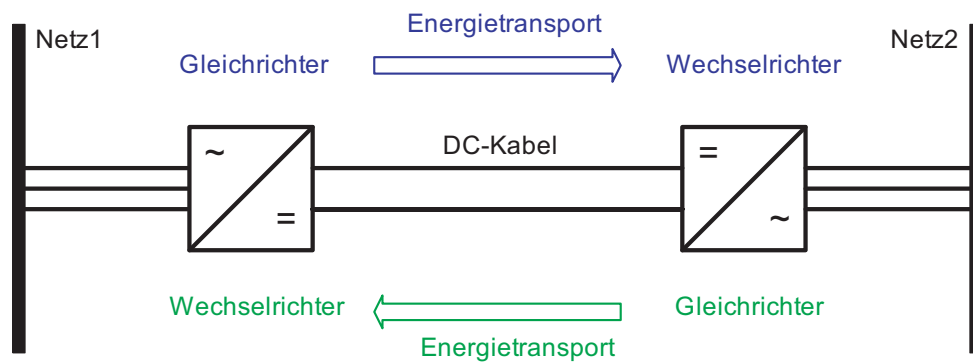 Netz1
Energietransport
Netz2
Gleichrichter
Wechselrichter
~
=
DC-Kabel
=
~
Wechselrichter
Gleichrichter
Energietransport